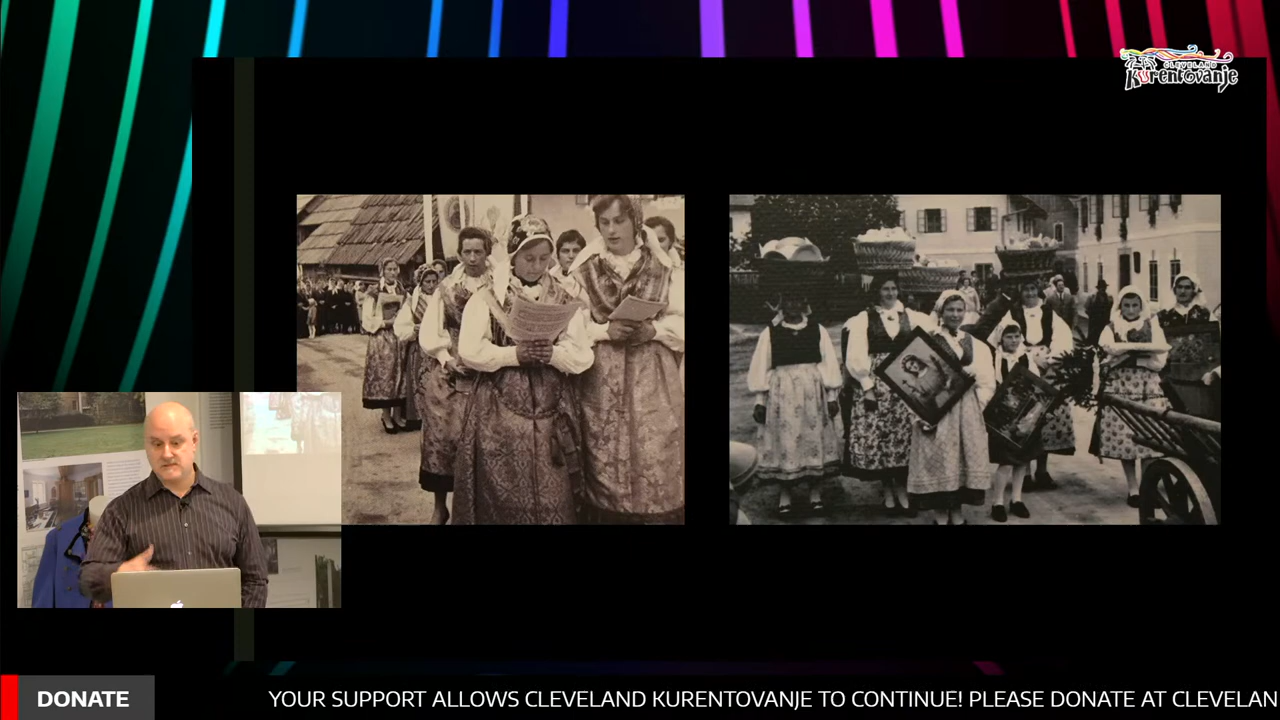 CLEVELAND
Kurentovanje
DONATE
YOUR SUPPORT ALLOWS CLEVELAND KURENTOVANJE TO CONTINUE! PLEASE DONATE AT CLEVELAN